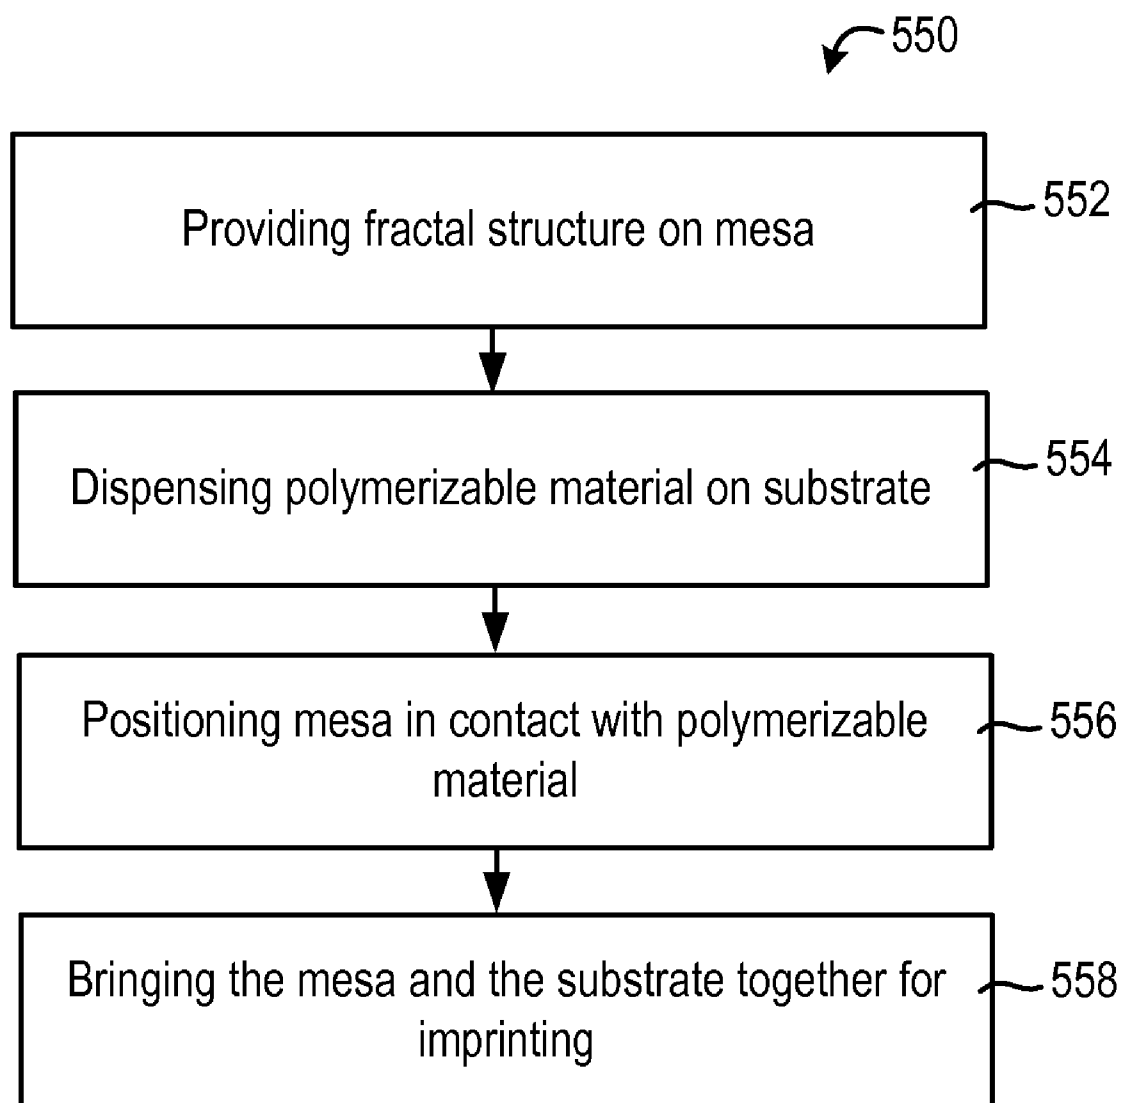 550
Providing fractal structure on mesa
552
Dispensing polymerizable material on substrate
554
Positioning mesa in contact with polymerizable
material
556
Bringing the mesa and the substrate together for
imprinting
558